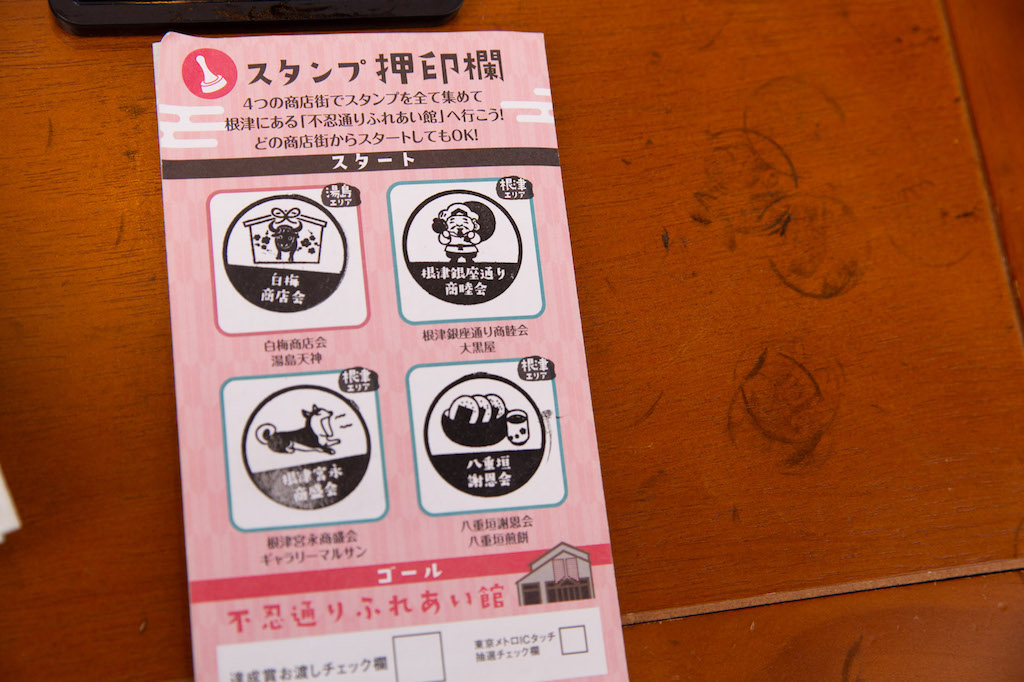 スタンプ押印欄
4つの商店街でスタンプを全て集めて
根津にある「不忍通りふれあい館」へ行こう!
どの商店街からスタートしてもOK!
スタート
湯島
エリア
白梅
商店会
白梅商店会
湯島天神
根津
エリア
根津銀座通り
商睦会
根津銀座通り商睦会
大黒屋
根津
エリア
根津宮永
商盛会
根津宮永商盛会
ギャラリーマルサン
根津
エリア
八重垣
謝恩会
八重垣謝恩会
八重垣煎餅
ゴール
不忍通りふれあい館
達成賞お渡しチェック欄
東京メトロICタッチ
抽選チェック欄